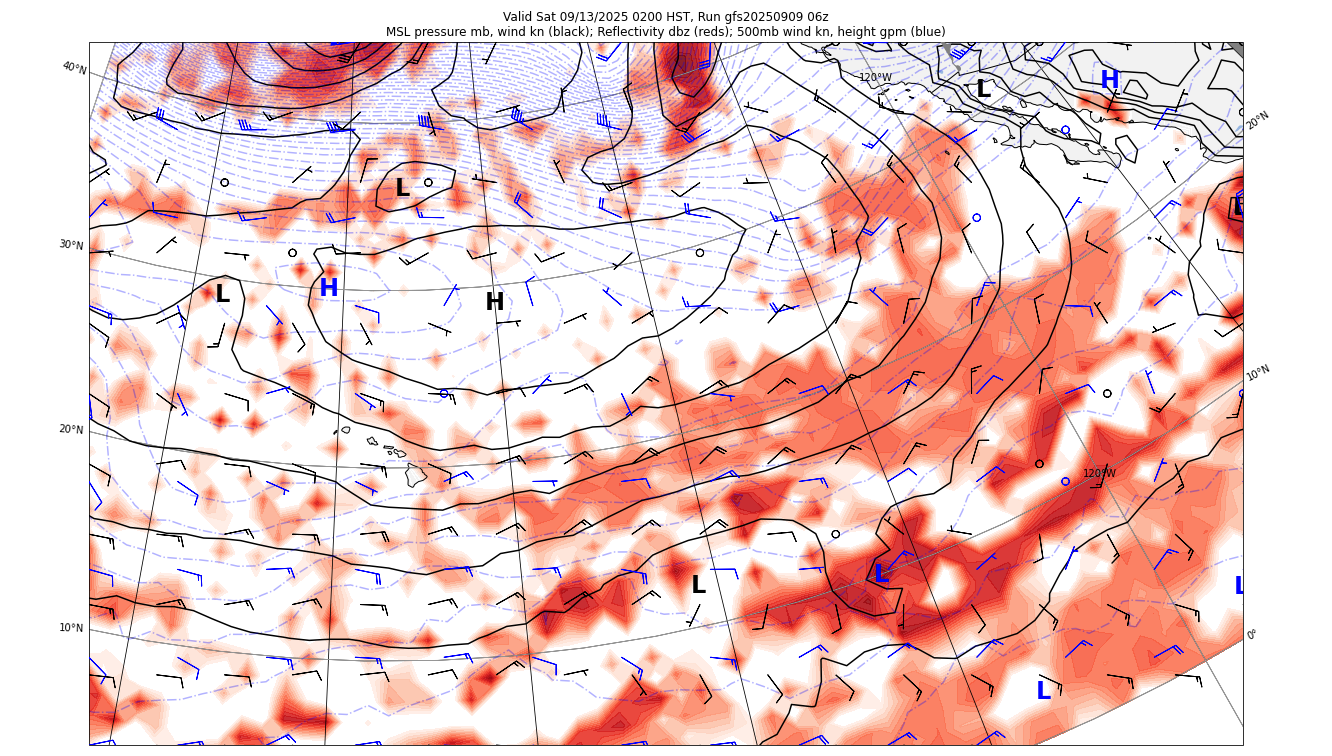 Valid Sat 09/13/2025 0200 HST, Run gfs20250909 06z
MSL pressure mb, wind kn (black); Reflectivity dbz (reds); 500mb wind kn, height gpm (blue)
40°N
120°W
L
H
20°N
L
L
30°N
H
L
H
10°N
20°N
120°W
L
L
L
10°N
0°
L